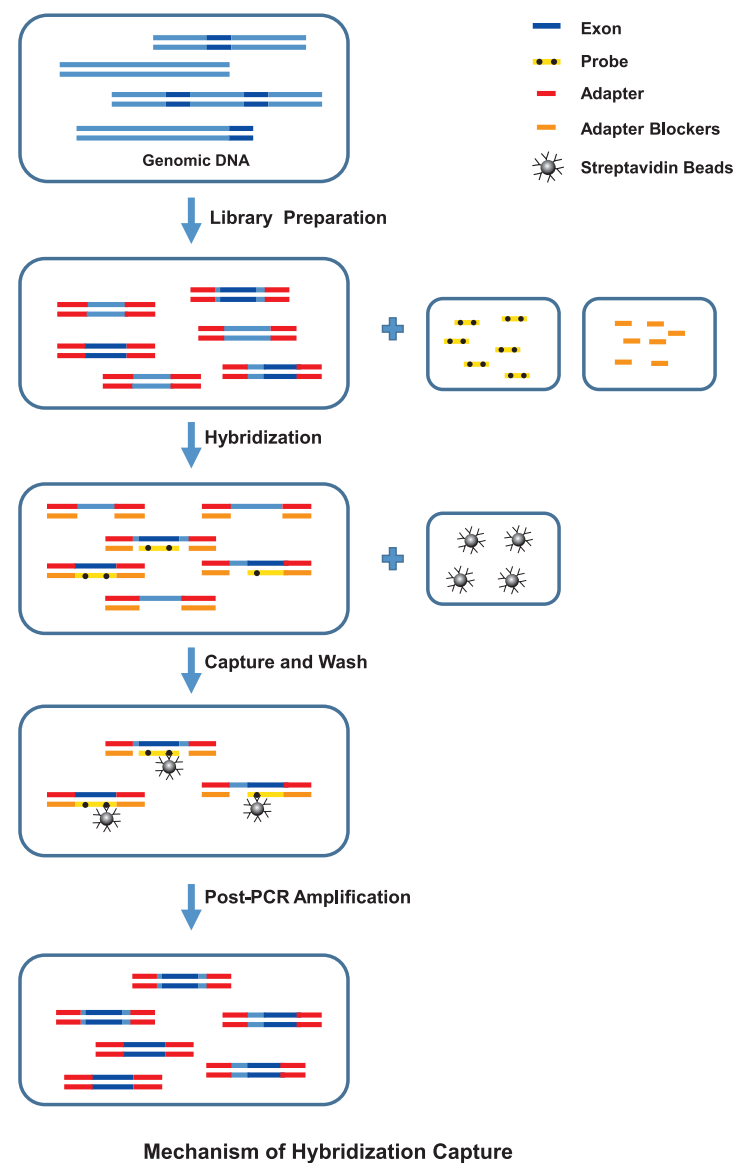 Exon
Probe
Adapter
Adapter Blockers
Streptavidin Beads
Genomic DNA
Library Preparation
Hybridization
Capture and Wash
Post-PCR Amplification
Mechanism of Hybridization Capture